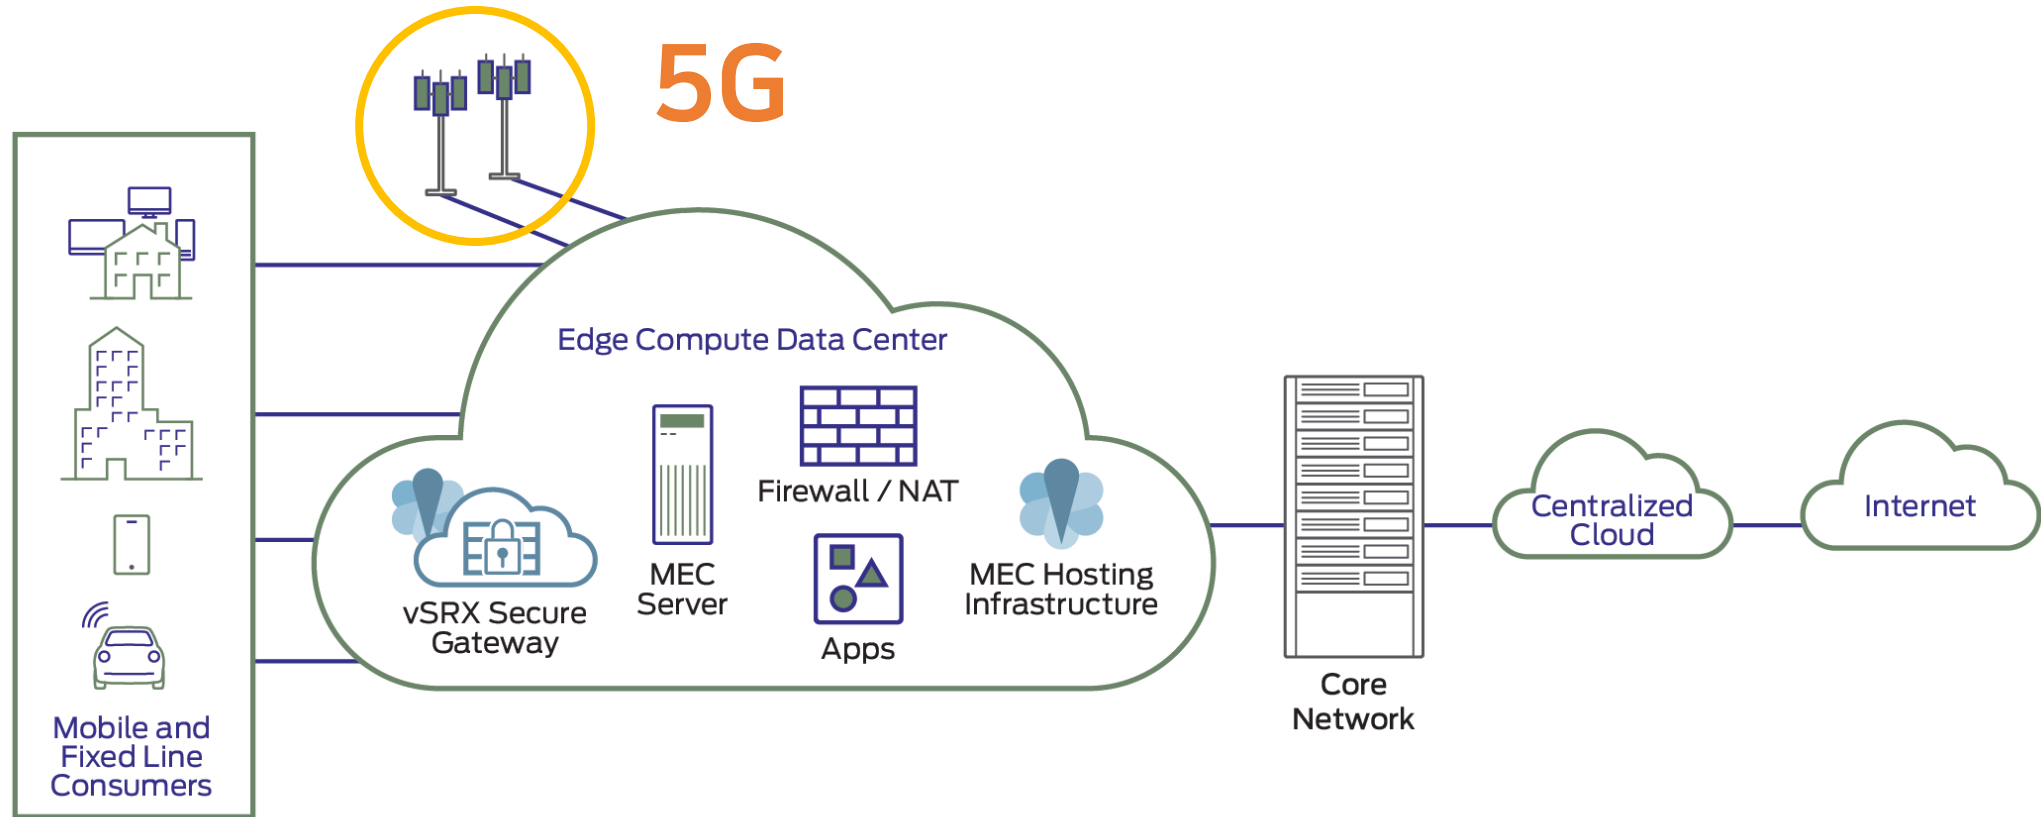 5G
Edge Compute Data Center
Firewall / NAT
MEC
Server
vSRX Secure
Gateway
Apps
MEC Hosting
Infrastructure
Mobile and
Fixed Line
Consumers
Core
Network
Centralized
Cloud
Internet